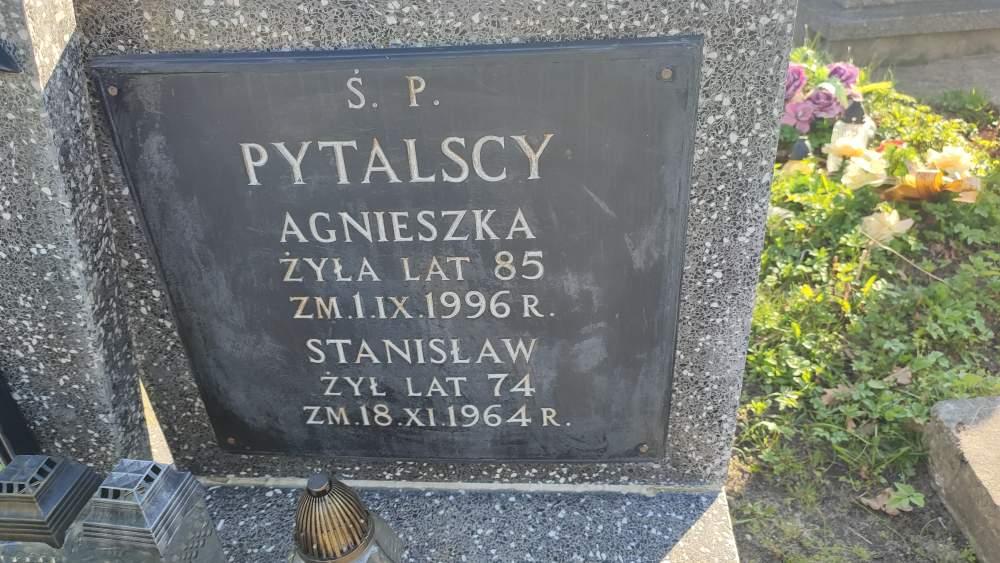 Ś. P.
PYTALSCY
AGNIESZKA
ŻYŁA LAT 85
ZM.1.IX.1996 R.
STANISŁAW
ŻYŁ LAT 74
ZM.18.XI.1964 R.